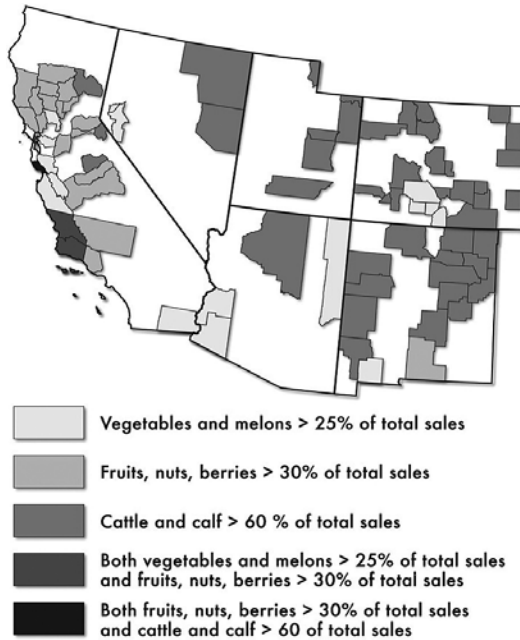 Vegetables and melons > 25% of total sales
Fruits, nuts, berries > 30% of total sales
Cattle and calf > 60 % of total sales
Both vegetables and melons > 25% of total sales
and fruits, nuts, berries > 30% of total sales
Both fruits, nuts, berries > 30% of total sales
and cattle and calf > 60 of total sales